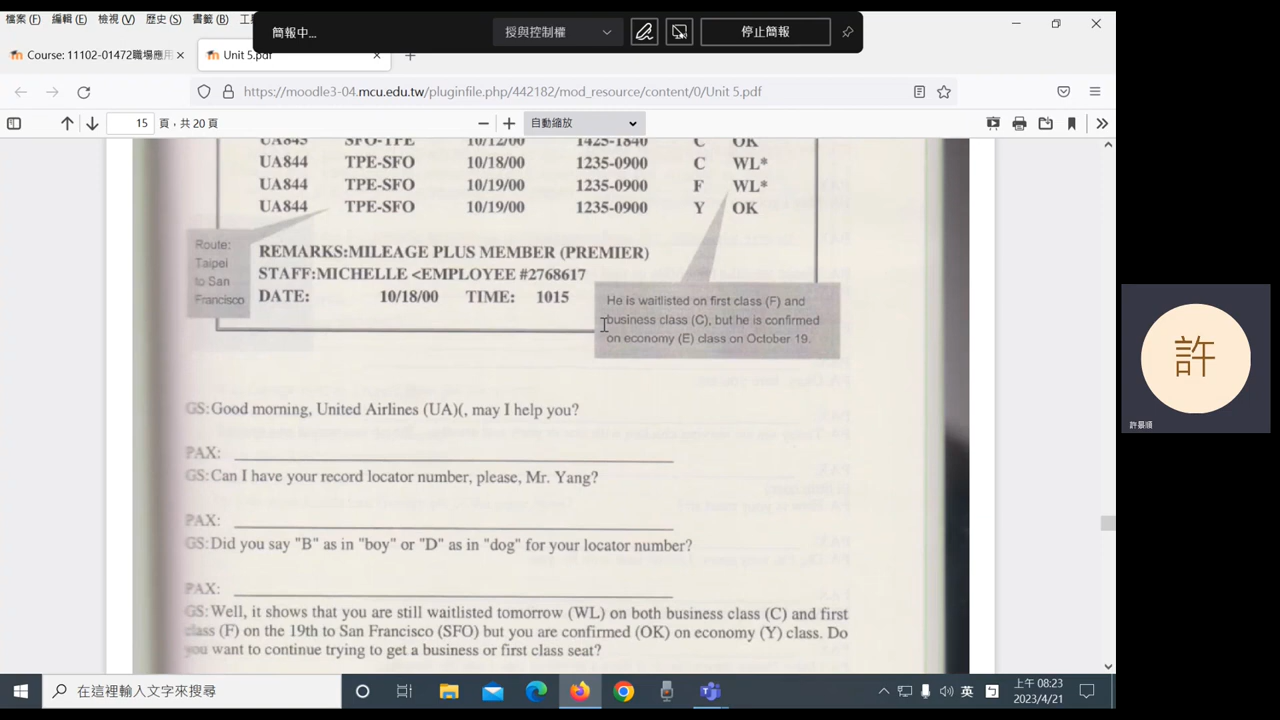 檔案(F) 編輯(E) 檢視(V) 歷史(S) 書籤(B)
簡報中...
授與控制權
停止簡報
Course: 11102-01472職場應用
Unit 5.pdf
https://moodle3-04.mcu.edu.tw/pluginfile.php/442182/mod_resource/content/0/Unit 5.pdf
15 頁，共 20 頁
自動縮放
UA845 SFO-TPE 10/12/00 1425-1840 C OK
UA844 TPE-SFO 10/18/00 1235-0900 C WL*
UA844 TPE-SFO 10/19/00 1235-0900 F WL*
UA844 TPE-SFO 10/19/00 1235-0900 Y OK
Route:
Taipei
to San
Francisco
REMARKS:MILEAGE PLUS MEMBER (PREMIER)
STAFF:MICHELLE <EMPLOYEE #2768617
DATE: 10/18/00 TIME: 1015
He is waitlisted on first class (F) and
business class (C), but he is confirmed
on economy (E) class on October 19.
GS:Good morning, United Airlines (UA)(, may I help you?
PAX:
GS:Can I have your record locator number, please, Mr. Yang?
PAX:
GS:Did you say "B" as in "boy" or "D" as in "dog" for your locator number?
PAX:
GS:Well, it shows that you are still waitlisted tomorrow (WL) on both business class (C) and first
class (F) on the 19th to San Francisco (SFO) but you are confirmed (OK) on economy (Y) class. Do
you want to continue trying to get a business or first class seat?
許
許景順
在這裡輸入文字來搜尋
英
上午 08:23
2023/4/21